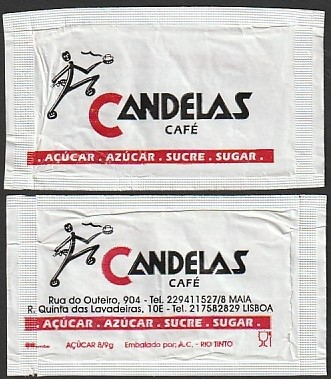 CANDELAS
CAFÉ
. AÇÚCAR . AZÚCAR . SUCRE . SUGAR .
CANDELAS
CAFÉ
Rua do Outeiro, 904 - Tel. 229411527/8 MAIA
R. Quinta das Lavadeiras, 10E - Tel. 217582829 LISBOA
. AÇÚCAR . AZÚCAR . SUCRE . SUGAR .
AÇÚCAR 8/9g Embalado por: A.C. - RIO TINTO